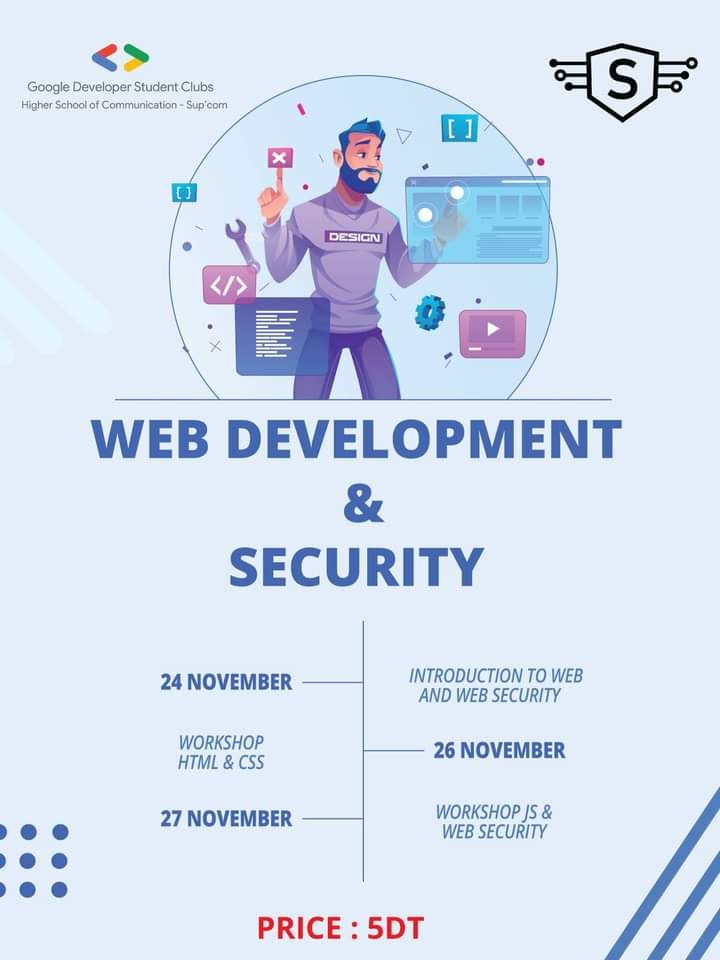 Google Developer Student Clubs
Higher School of Communication - Sup'com
S
[ ]
[ ]
DESIGN
</>
WEB DEVELOPMENT
&
SECURITY
24 NOVEMBER
INTRODUCTION TO WEB
AND WEB SECURITY
WORKSHOP
HTML & CSS
26 NOVEMBER
27 NOVEMBER
WORKSHOP JS &
WEB SECURITY
PRICE : 5DT